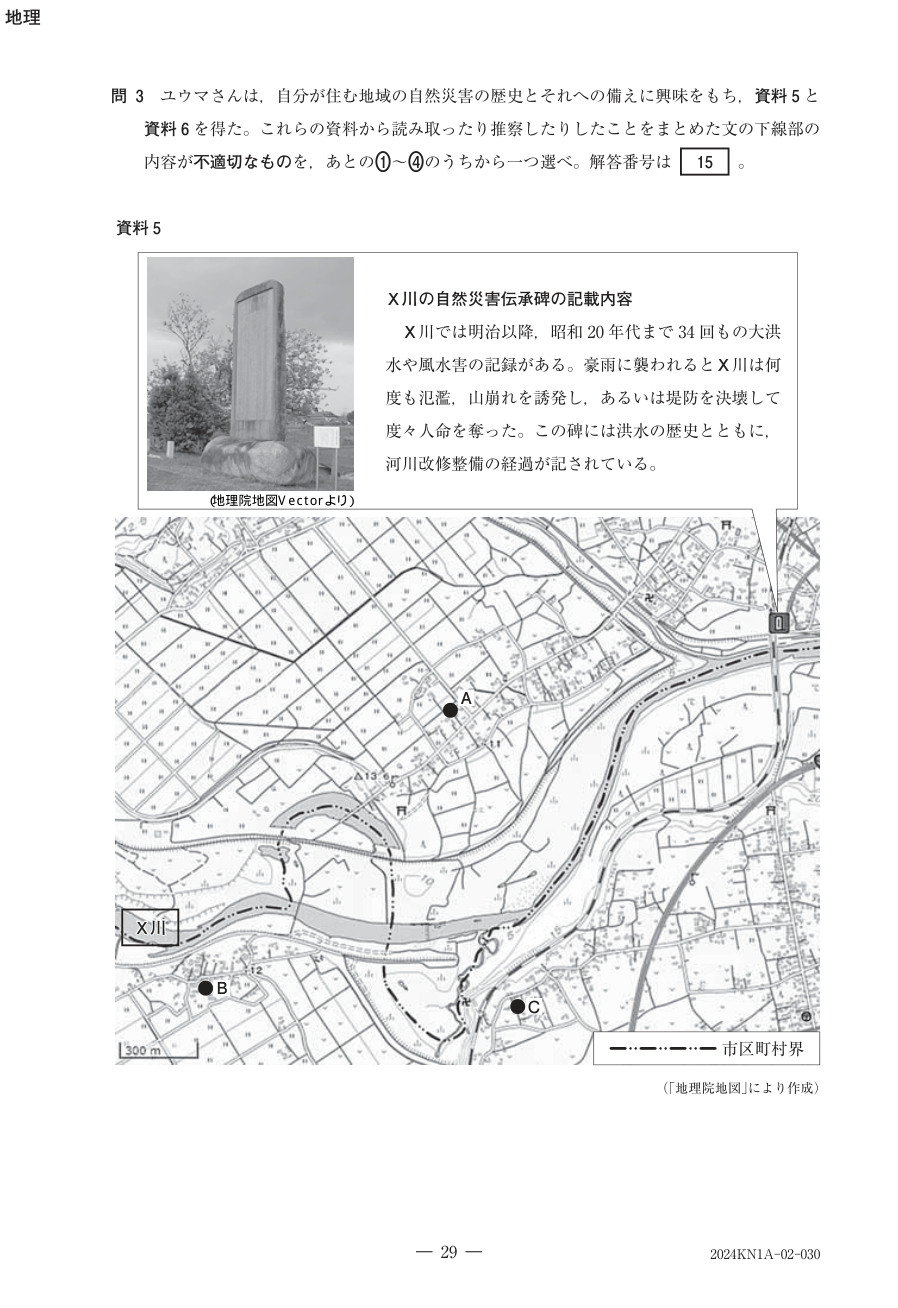 地理
問 3 ユウマさんは，自分が住む地域の自然災害の歴史とそれへの備えに興味をもち，資料 5 と
資料 6 を得た。これらの資料から読み取ったり推察したりしたことをまとめた文の下線部の
内容が不適切なものを，あとの①～④のうちから一つ選べ。解答番号は 15 。
資料 5
X川の自然災害伝承碑の記載内容
X川では明治以降，昭和 20 年代まで 34 回もの大洪
水や風水害の記録がある。豪雨に襲われるとX川は何
度も氾濫，山崩れを誘発し，あるいは堤防を決壊して
度々人命を奪った。この碑には洪水の歴史とともに，
河川改修整備の経過が記されている。
(地理院地図Vectorより)
A
11
13.6
10
X川
5
15
12
B
C
300 m
市区町村界
(「地理院地図」により作成)
― 29 ―
2024KN1A-02-030